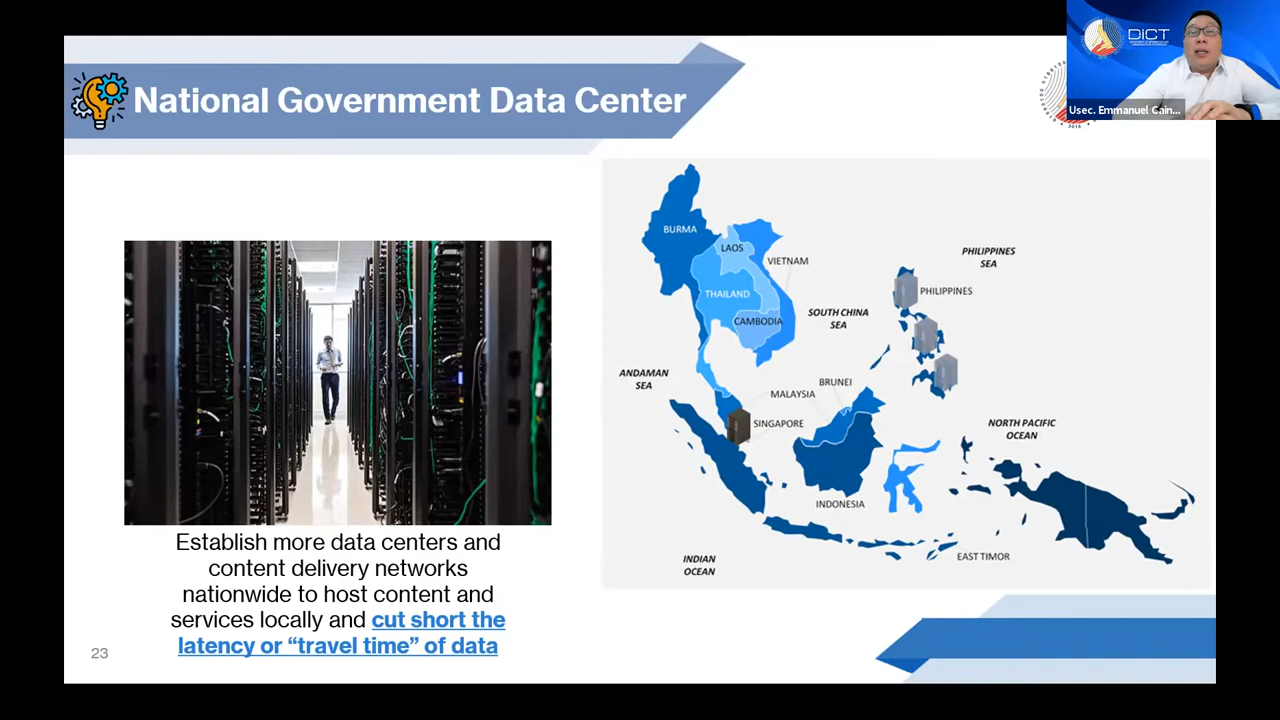 National Government Data Center
DICT
Usec. Emmanuel Cain...
2016
BURMA
LAOS
VIETNAM
THAILAND
CAMBODIA
SOUTH CHINA
SEA
PHILIPPINES
SEA
PHILIPPINES
ANDAMAN
SEA
BRUNEI
MALAYSIA
SINGAPORE
NORTH PACIFIC
OCEAN
INDONESIA
EAST TIMOR
INDIAN
OCEAN
Establish more data centers and
content delivery networks
nationwide to host content and
services locally and cut short the
latency or “travel time” of data
23